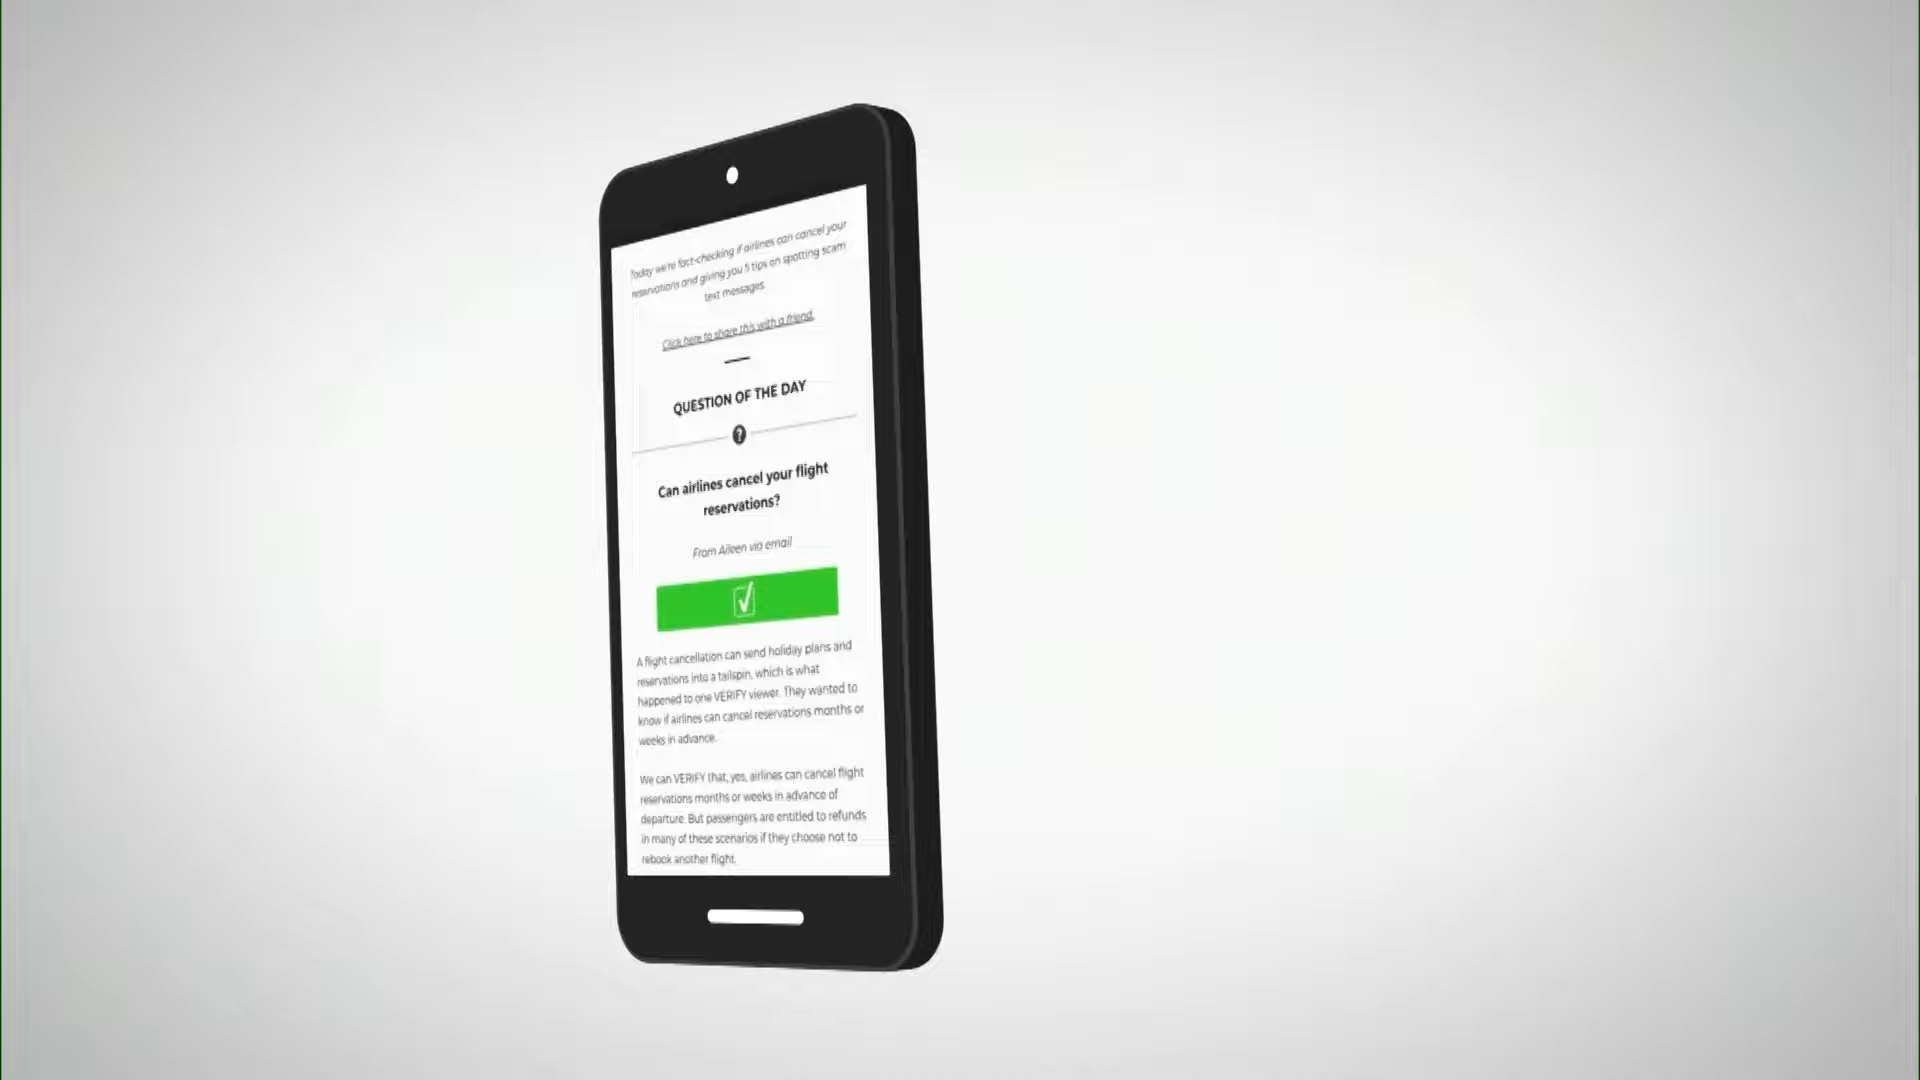 Today we're fact-checking if airlines can cancel your
reservations and giving you 5 tips on spotting scam
text messages.
Click here to share this with a friend.
QUESTION OF THE DAY
?
Can airlines cancel your flight
reservations?
From Aileen via email
A flight cancellation can send holiday plans and
reservations into a tailspin, which is what
happened to one VERIFY viewer. They wanted to
know if airlines can cancel reservations months or
weeks in advance.
We can VERIFY that, yes, airlines can cancel flight
reservations months or weeks in advance of
departure. But passengers are entitled to refunds
in many of these scenarios if they choose not to
rebook another flight.